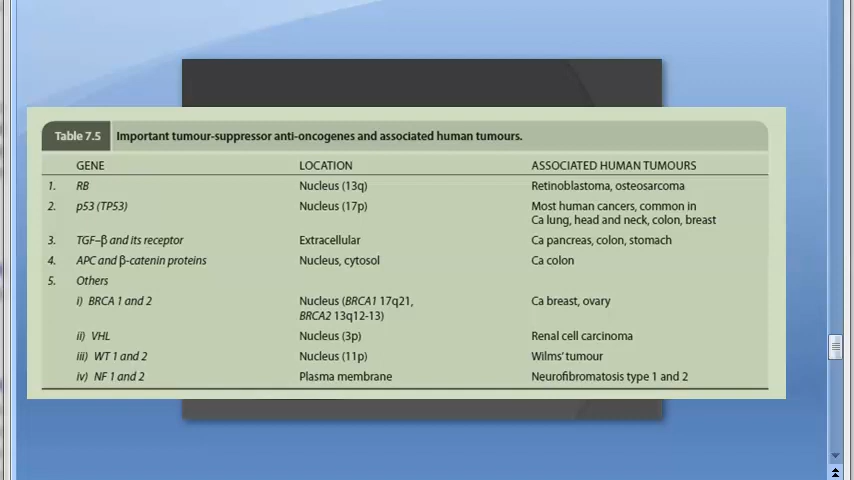 Table 7.5 Important tumour-suppressor anti-oncogenes and associated human tumours.
GENE LOCATION ASSOCIATED HUMAN TUMOURS
1. RB Nucleus (13q) Retinoblastoma, osteosarcoma
2. p53 (TP53) Nucleus (17p) Most human cancers, common in
Ca lung, head and neck, colon, breast
3. TGF–β and its receptor Extracellular Ca pancreas, colon, stomach
4. APC and β-catenin proteins Nucleus, cytosol Ca colon
5. Others
i) BRCA 1 and 2 Nucleus (BRCA1 17q21, Ca breast, ovary
BRCA2 13q12-13)
ii) VHL Nucleus (3p) Renal cell carcinoma
iii) WT 1 and 2 Nucleus (11p) Wilms' tumour
iv) NF 1 and 2 Plasma membrane Neurofibromatosis type 1 and 2